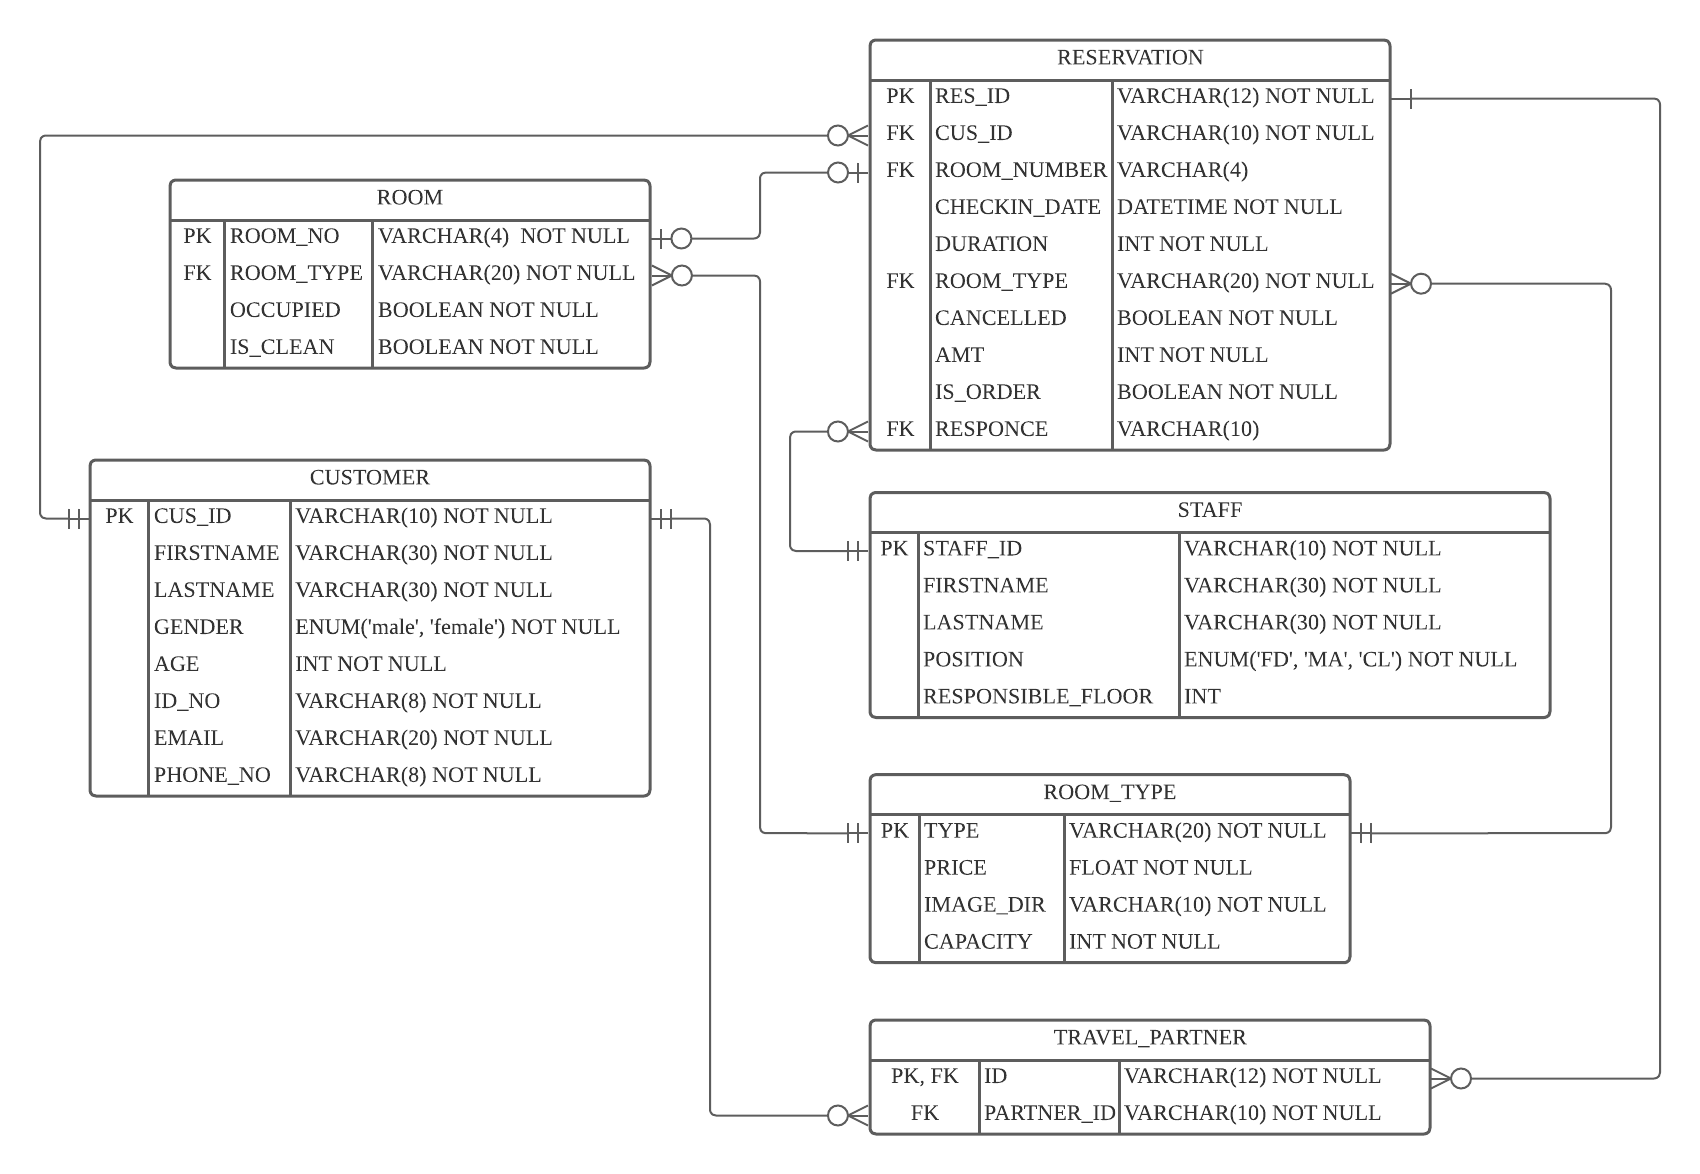 RESERVATION
PK RES_ID VARCHAR(12) NOT NULL
FK CUS_ID VARCHAR(10) NOT NULL
FK ROOM_NUMBER VARCHAR(4)
CHECKIN_DATE DATETIME NOT NULL
DURATION INT NOT NULL
FK ROOM_TYPE VARCHAR(20) NOT NULL
CANCELLED BOOLEAN NOT NULL
AMT INT NOT NULL
IS_ORDER BOOLEAN NOT NULL
FK RESPONCE VARCHAR(10)
ROOM
PK ROOM_NO VARCHAR(4) NOT NULL
FK ROOM_TYPE VARCHAR(20) NOT NULL
OCCUPIED BOOLEAN NOT NULL
IS_CLEAN BOOLEAN NOT NULL
CUSTOMER
PK CUS_ID VARCHAR(10) NOT NULL
FIRSTNAME VARCHAR(30) NOT NULL
LASTNAME VARCHAR(30) NOT NULL
GENDER ENUM('male', 'female') NOT NULL
AGE INT NOT NULL
ID_NO VARCHAR(8) NOT NULL
EMAIL VARCHAR(20) NOT NULL
PHONE_NO VARCHAR(8) NOT NULL
STAFF
PK STAFF_ID VARCHAR(10) NOT NULL
FIRSTNAME VARCHAR(30) NOT NULL
LASTNAME VARCHAR(30) NOT NULL
POSITION ENUM('FD', 'MA', 'CL') NOT NULL
RESPONSIBLE_FLOOR INT
ROOM_TYPE
PK TYPE VARCHAR(20) NOT NULL
PRICE FLOAT NOT NULL
IMAGE_DIR VARCHAR(10) NOT NULL
CAPACITY INT NOT NULL
TRAVEL_PARTNER
PK, FK ID VARCHAR(12) NOT NULL
FK PARTNER_ID VARCHAR(10) NOT NULL